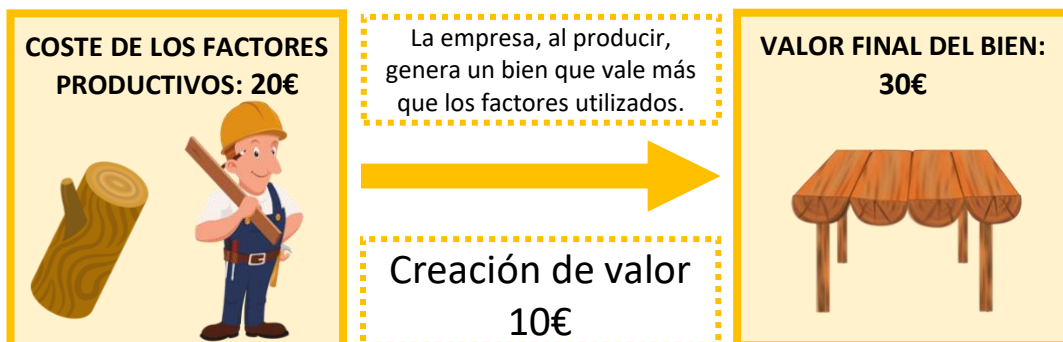 COSTE DE LOS FACTORES
PRODUCTIVOS: 20€
La empresa, al producir,
genera un bien que vale más
que los factores utilizados.
Creación de valor
10€
VALOR FINAL DEL BIEN:
30€